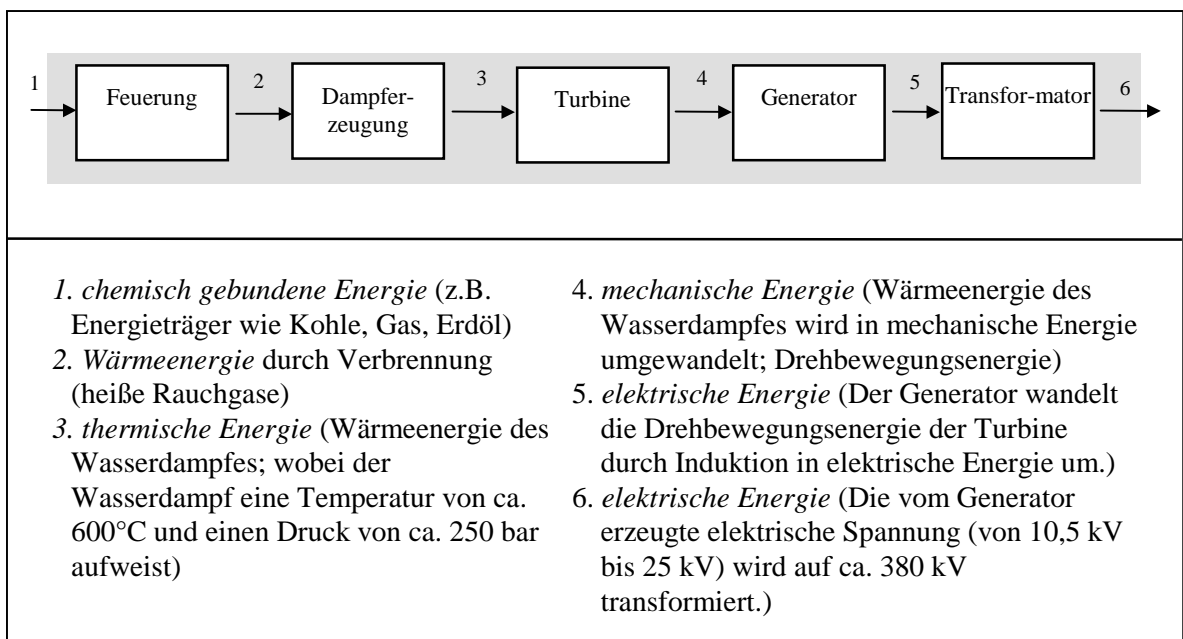 1
Feuerung
2
Dampfer-
zeugung
3
Turbine
4
Generator
5
Transfor-mator
6
1. chemisch gebundene Energie (z.B.
Energieträger wie Kohle, Gas, Erdöl)
2. Wärmeenergie durch Verbrennung
(heiße Rauchgase)
3. thermische Energie (Wärmeenergie des
Wasserdampfes; wobei der
Wasserdampf eine Temperatur von ca.
600°C und einen Druck von ca. 250 bar
aufweist)
4. mechanische Energie (Wärmeenergie des
Wasserdampfes wird in mechanische Energie
umgewandelt; Drehbewegungsenergie)
5. elektrische Energie (Der Generator wandelt
die Drehbewegungsenergie der Turbine
durch Induktion in elektrische Energie um.)
6. elektrische Energie (Die vom Generator
erzeugte elektrische Spannung (von 10,5 kV
bis 25 kV) wird auf ca. 380 kV
transformiert.)